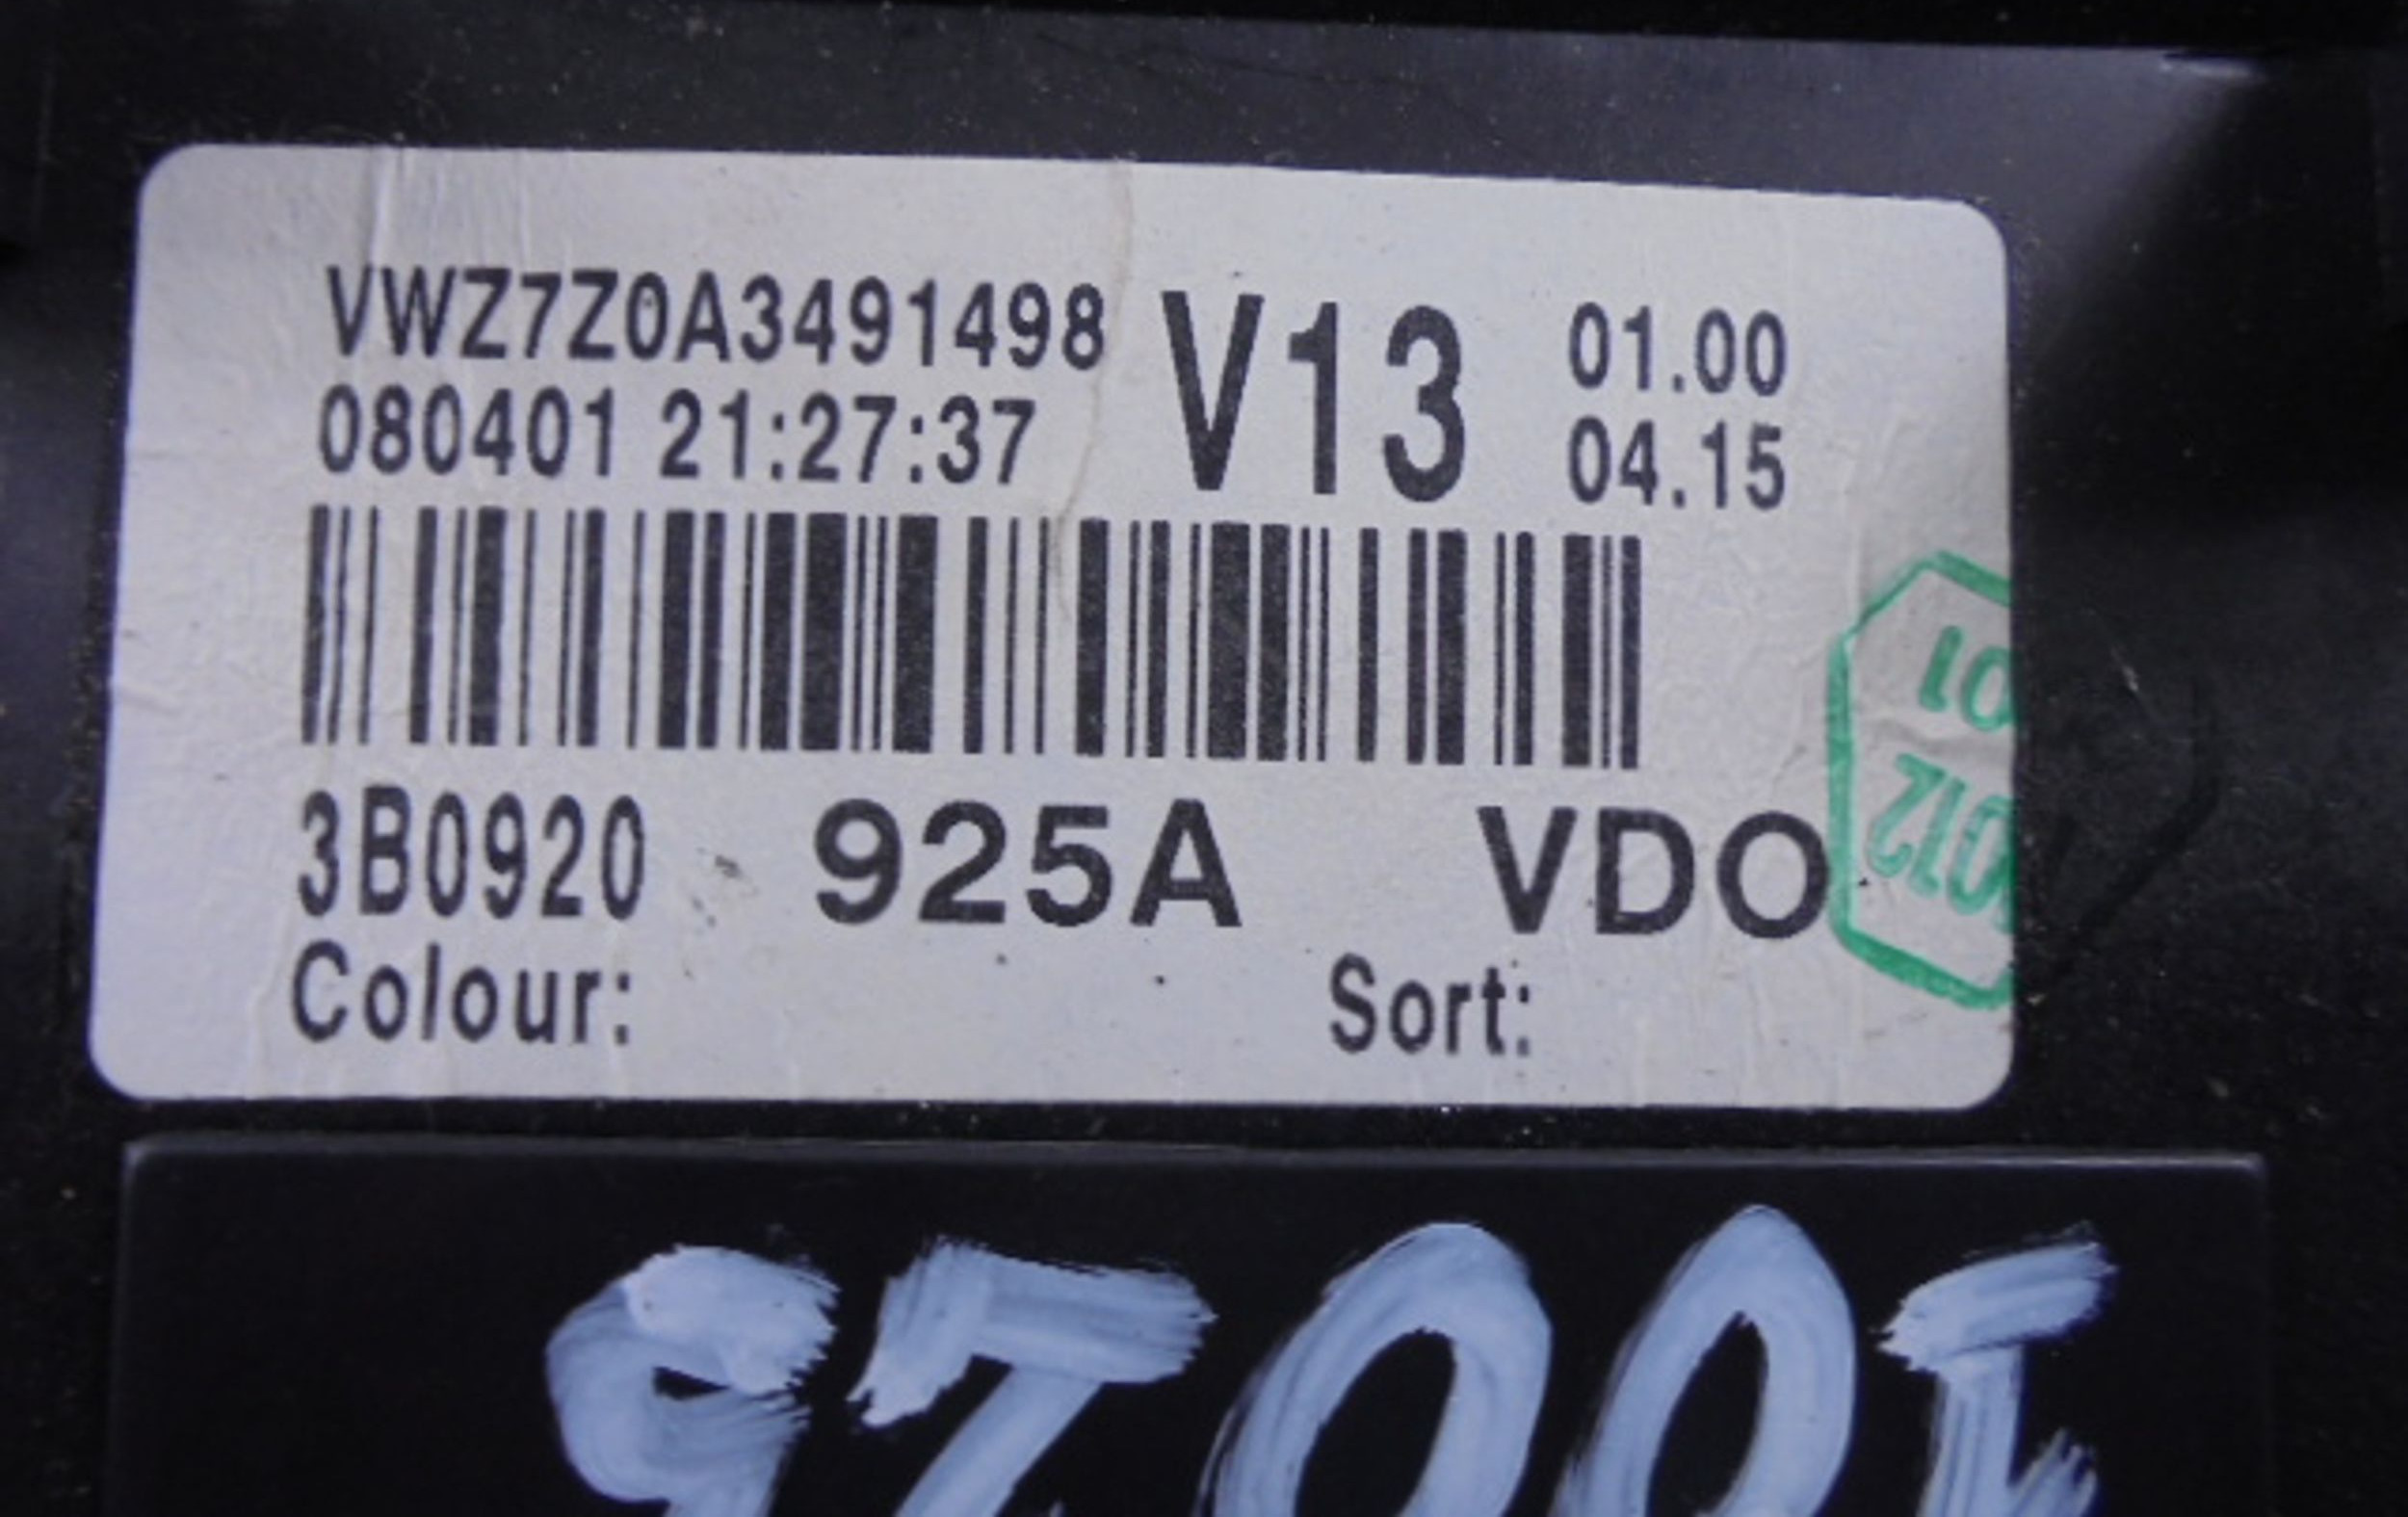 VWZ7Z0A3491498 V13 01.00
080401 21:27:37 04.15
3B0920 925A VDO
Colour: Sort: